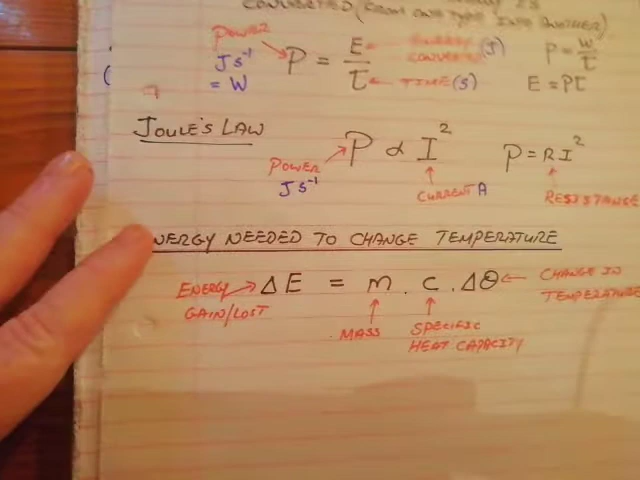 CONVERTED (FROM ONE TYPE INTO ANOTHER)
POWER P = E/t ENERGY (J) CONVERTED P = W/t
Js⁻¹ = W TIME (S) E = Pt
JOULE'S LAW
P ∝ I² P = RI²
POWER Js⁻¹ CURRENT A RESISTANCE
NERGY NEEDED TO CHANGE TEMPERATURE
ENERGY GAIN/LOST ΔE = m . c . Δθ CHANGE IN TEMPERATURE
MASS SPECIFIC HEAT CAPACITY